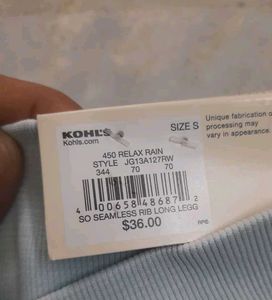 KOHL'S
Kohls.com
SIZE S
450 RELAX RAIN
STYLE JG13A127RW
344 70 70
4 00658 48687 2
SO SEAMLESS RIB LONG LEGG
$36.00
Unique fabrication o
processing may
vary in appearance.